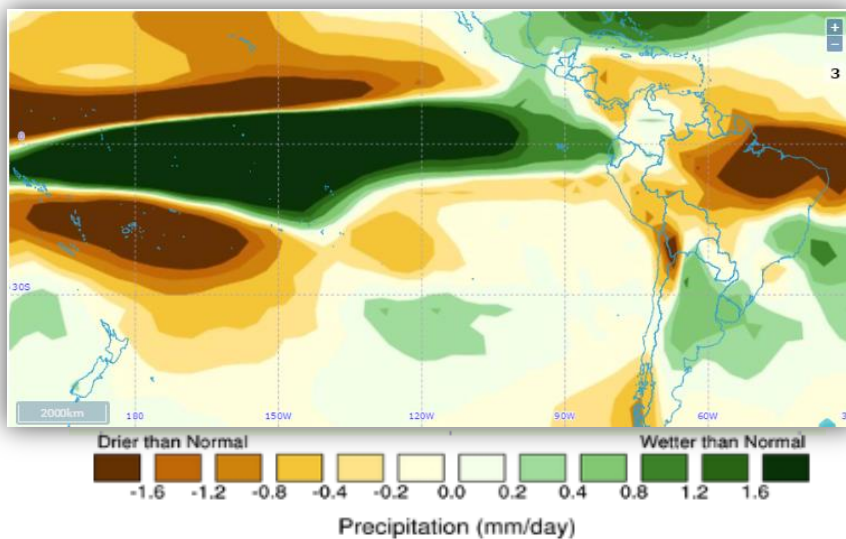 +
−
3
0
30S
2000km
180 150W 120W 90W 60W 3
Drier than Normal Wetter than Normal
-1.6 -1.2 -0.8 -0.4 -0.2 0.0 0.2 0.4 0.8 1.2 1.6
Precipitation (mm/day)